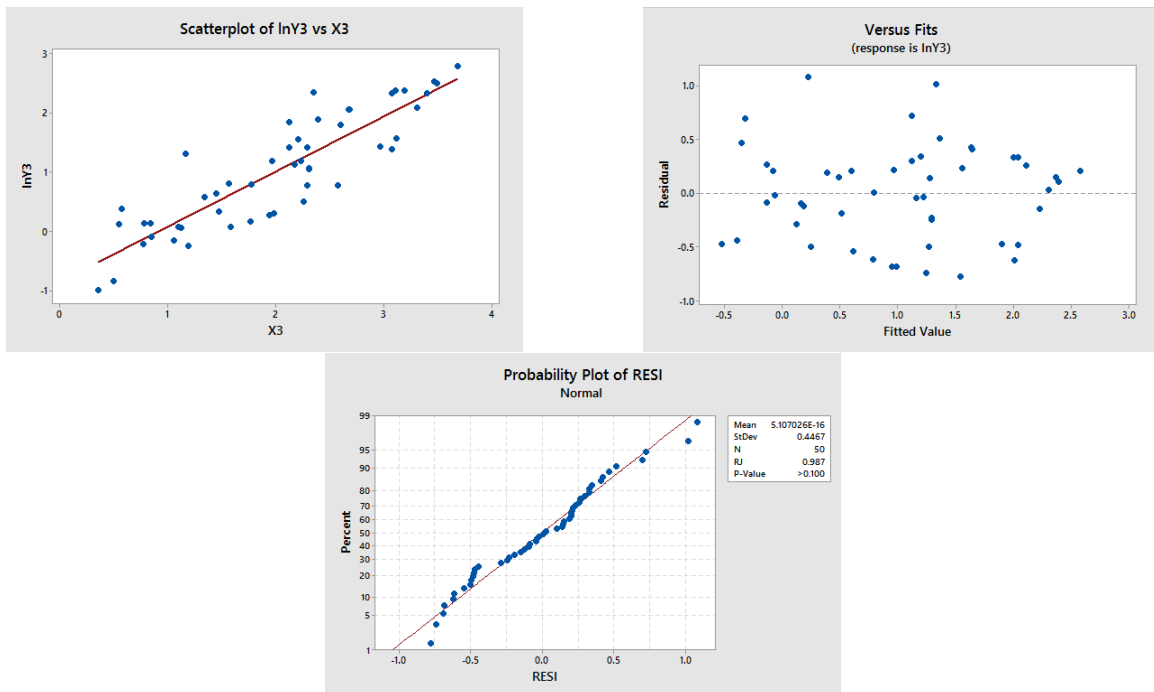 Scatterplot of lnY3 vs X3
3
2
1
0
-1
lnY3
0 1 2 3 4
X3
Versus Fits
(response is lnY3)
1.0
0.5
0.0
-0.5
-1.0
Residual
-0.5 0.0 0.5 1.0 1.5 2.0 2.5 3.0
Fitted Value
Probability Plot of RESI
Normal
99
95
90
80
70
60
50
40
30
20
10
5
1
Percent
-1.0 -0.5 0.0 0.5 1.0
RESI
Mean 5.107026E-16
StDev 0.4467
N 50
RJ 0.987
P-Value >0.100